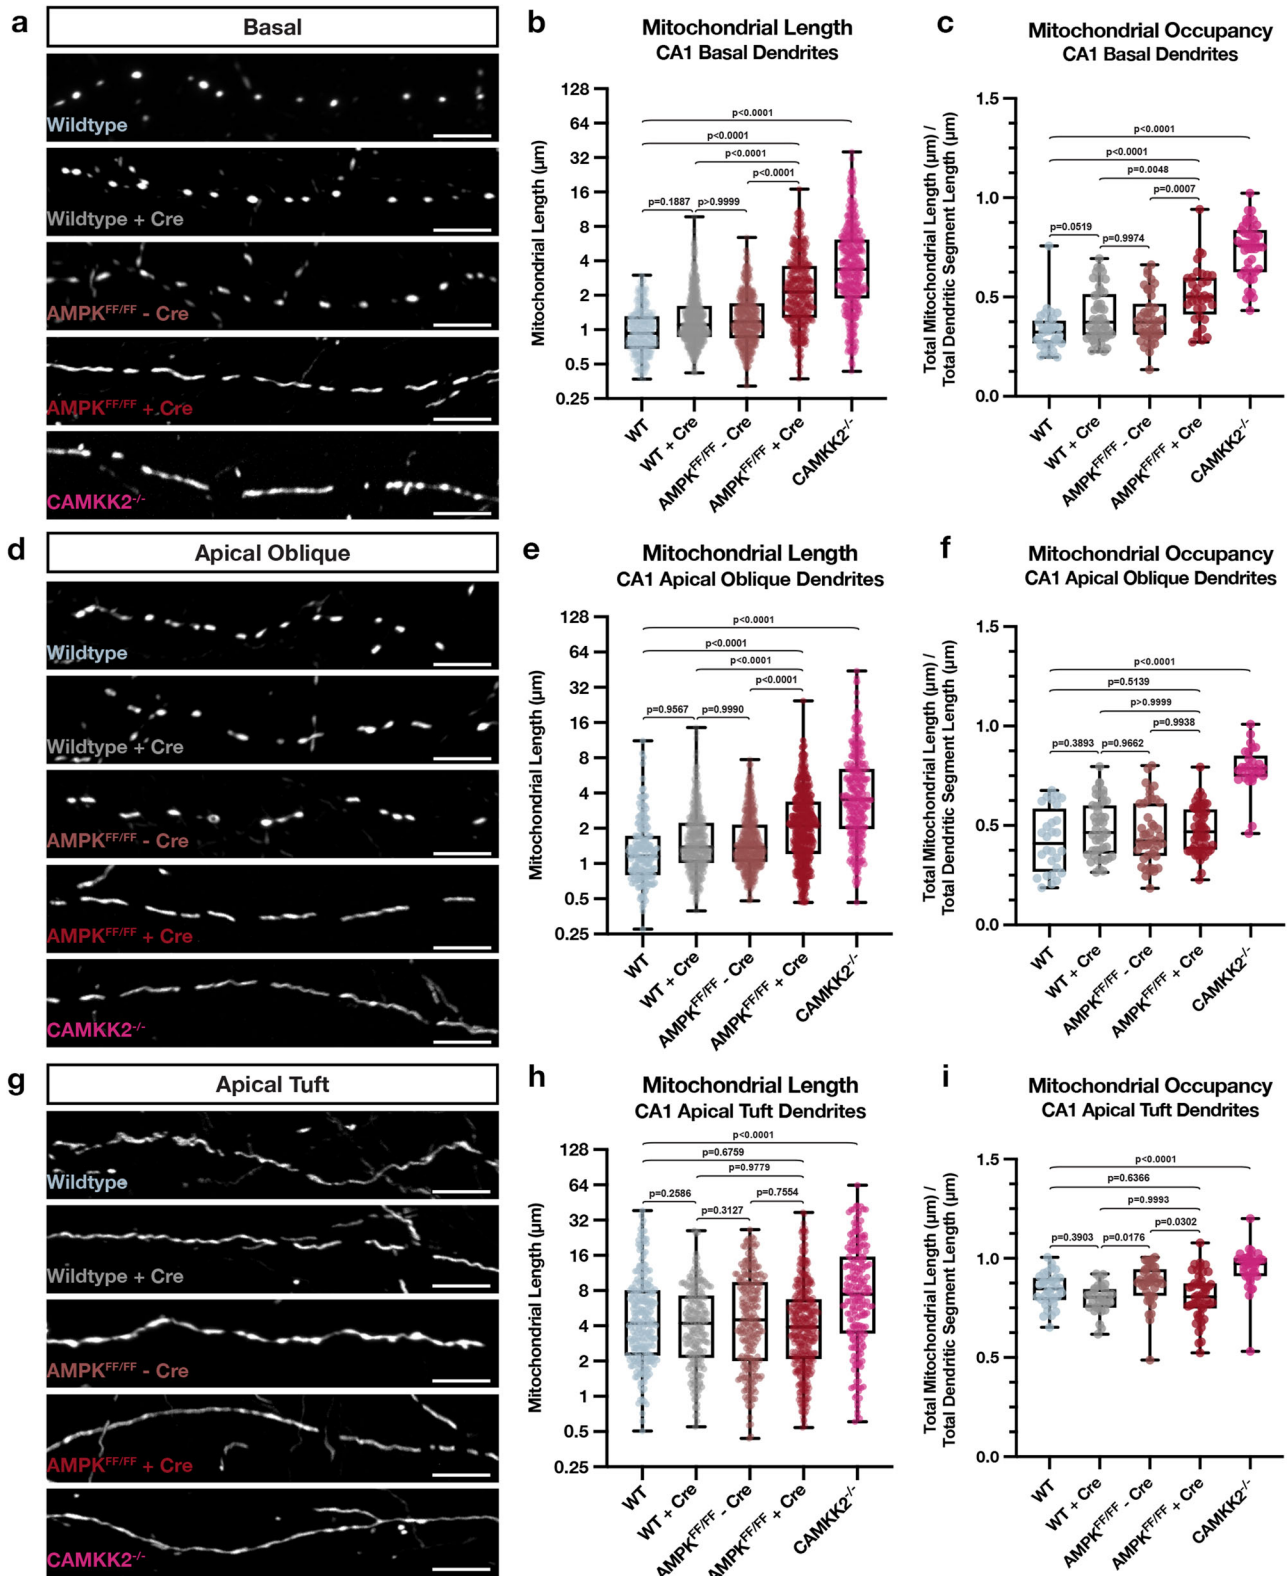 a
Basal
Wildtype
Wildtype + Cre
AMPKFF/FF - Cre
AMPKFF/FF + Cre
CAMKK2-/-
b
Mitochondrial Length
CA1 Basal Dendrites
Mitochondrial Length (µm)
128
64
32
16
8
4
2
1
0.5
0.25
p<0.0001
p<0.0001
p<0.0001
p<0.0001
p=0.1887
p>0.9999
WT
WT + Cre
AMPKFF/FF - Cre
AMPKFF/FF + Cre
CAMKK2-/-
c
Mitochondrial Occupancy
CA1 Basal Dendrites
Total Mitochondrial Length (µm) /
Total Dendritic Segment Length (µm)
1.5
1.0
0.5
0.0
p<0.0001
p<0.0001
p=0.0048
p=0.0007
p=0.0519
p=0.9974
WT
WT + Cre
AMPKFF/FF - Cre
AMPKFF/FF + Cre
CAMKK2-/-
d
Apical Oblique
Wildtype
Wildtype + Cre
AMPKFF/FF - Cre
AMPKFF/FF + Cre
CAMKK2-/-
e
Mitochondrial Length
CA1 Apical Oblique Dendrites
Mitochondrial Length (µm)
128
64
32
16
8
4
2
1
0.5
0.25
p<0.0001
p<0.0001
p<0.0001
p<0.0001
p=0.9567
p=0.9990
WT
WT + Cre
AMPKFF/FF - Cre
AMPKFF/FF + Cre
CAMKK2-/-
f
Mitochondrial Occupancy
CA1 Apical Oblique Dendrites
Total Mitochondrial Length (µm) /
Total Dendritic Segment Length (µm)
1.5
1.0
0.5
0.0
p<0.0001
p=0.5139
p>0.9999
p=0.9938
p=0.3893
p=0.9662
WT
WT + Cre
AMPKFF/FF - Cre
AMPKFF/FF + Cre
CAMKK2-/-
g
Apical Tuft
Wildtype
Wildtype + Cre
AMPKFF/FF - Cre
AMPKFF/FF + Cre
CAMKK2-/-
h
Mitochondrial Length
CA1 Apical Tuft Dendrites
Mitochondrial Length (µm)
128
64
32
16
8
4
2
1
0.5
0.25
p<0.0001
p=0.6759
p=0.9779
p=0.2586
p=0.7554
p=0.3127
WT
WT + Cre
AMPKFF/FF - Cre
AMPKFF/FF + Cre
CAMKK2-/-
i
Mitochondrial Occupancy
CA1 Apical Tuft Dendrites
Total Mitochondrial Length (µm) /
Total Dendritic Segment Length (µm)
1.5
1.0
0.5
0.0
p<0.0001
p=0.6366
p=0.9993
p=0.0302
p=0.3903
p=0.0176
WT
WT + Cre
AMPKFF/FF - Cre
AMPKFF/FF + Cre
CAMKK2-/-